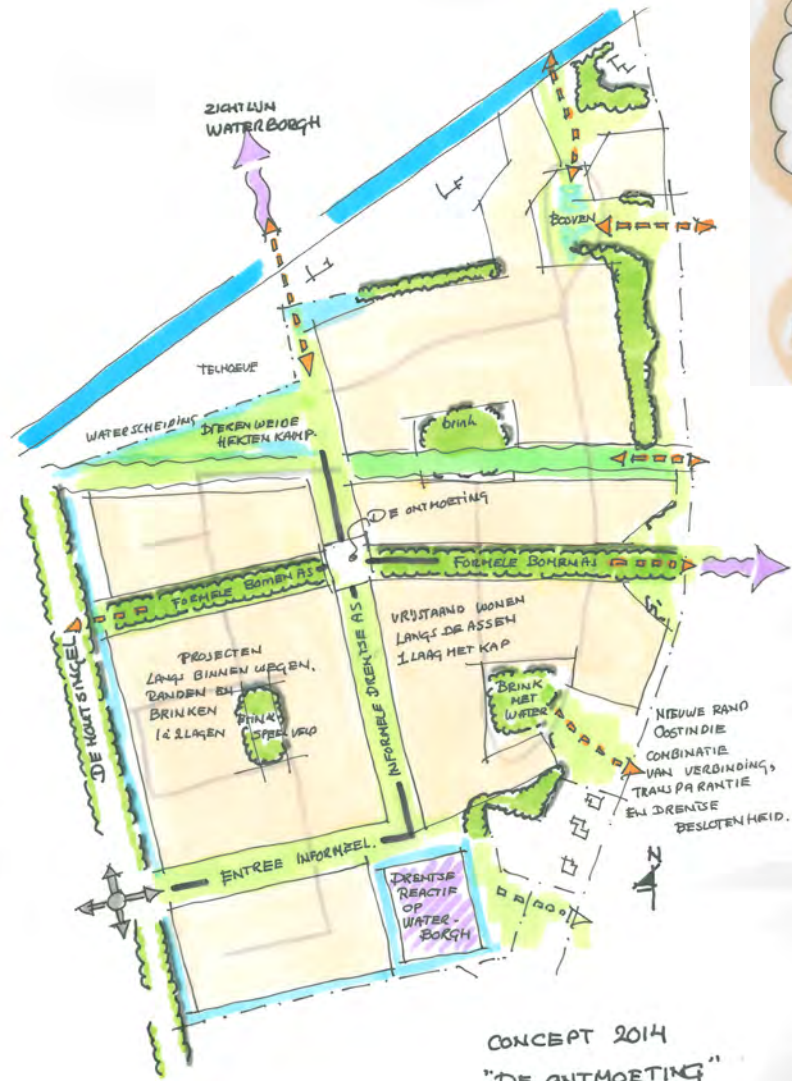 ZICHTLIJN
WATERBORGH
BOOVEN
TELHOEVE
WATERSCHEIDING
DIERENWEIDE
HERTENKAMP.
brink
DE ONTMOETING
FORMELE BOMENAS
FORMELE BOMENAS
DE HOUTSINGEL
PROJECTEN
LANGS BINNENWEGEN,
RANDEN EN
BRINKEN
1 à 2 LAGEN
BRINK
SPEELVELD
INFORMELE DRENTSE AS
VRIJSTAAND WONEN
LANGS DE ASSEN
1 LAAG MET KAP
BRINK
MET
WATER
NIEUWE RAND
OOSTINDIE
COMBINATIE
VAN VERBINDING,
TRANSPARANTIE
EN DRENTSE
BESLOTENHEID.
ENTREE INFORMEEL.
DRENTSE
REACTIE
OP
WATER-
BORGH
N
CONCEPT 2014
"DE ONTMOETING"